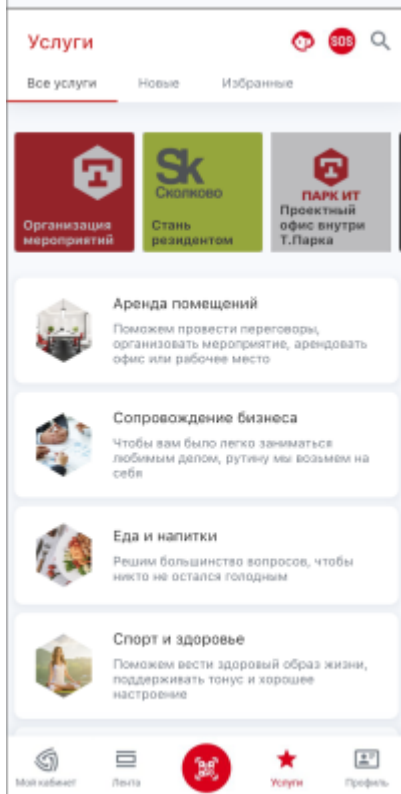 Услуги
SOS
Все услуги
Новые
Избранные
Организация
мероприятий
Sk
Сколково
Стань
резидентом
ПАРК ИТ
Проектный
офис внутри
Т.Парка
Аренда помещений
Поможем провести переговоры,
организовать мероприятие, арендовать
офис или рабочее место
Сопровождение бизнеса
Чтобы вам было легко заниматься
любимым делом, рутину мы возьмем на
себя
Еда и напитки
Решим большинство вопросов, чтобы
никто не остался голодным
Спорт и здоровье
Поможем вести здоровый образ жизни,
поддерживать тонус и хорошее
настроение
Мой кабинет
Лента
Услуги
Профиль